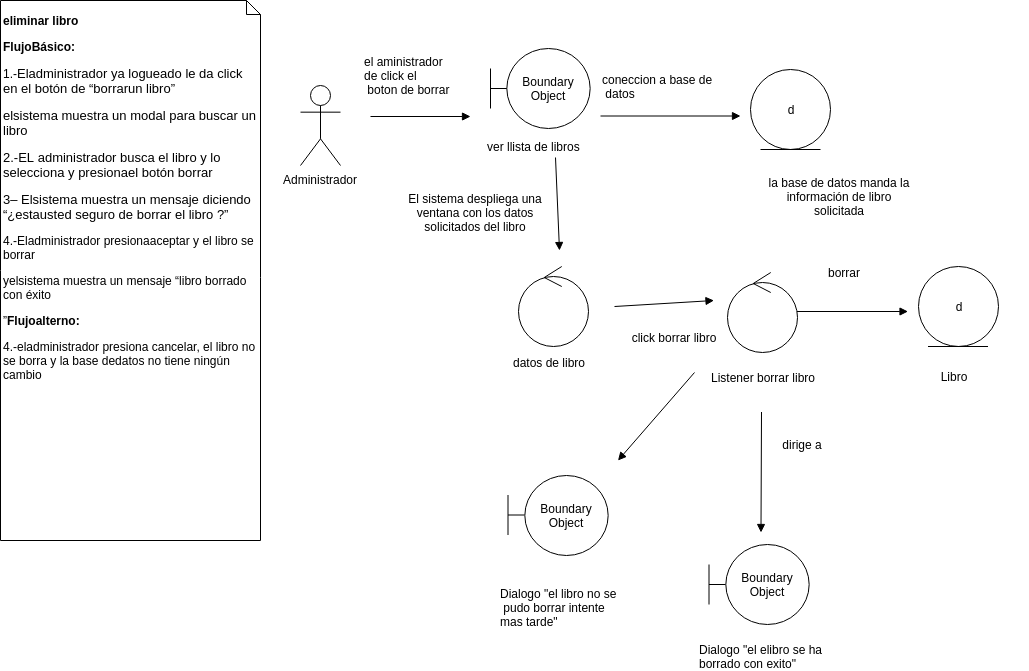 eliminar libro
FlujoBásico:
1.-Eladministrador ya logueado le da click
en el botón de “borrarun libro”
elsistema muestra un modal para buscar un
libro
2.-EL administrador busca el libro y lo
selecciona y presionael botón borrar
3– Elsistema muestra un mensaje diciendo
“¿estausted seguro de borrar el libro ?”
4.-Eladministrador presionaaceptar y el libro se
borrar
yelsistema muestra un mensaje “libro borrado
con éxito
”Flujoalterno:
4.-eladministrador presiona cancelar, el libro no
se borra y la base dedatos no tiene ningún
cambio
Administrador
el aministrador
de click el
boton de borrar
Boundary
Object
ver llista de libros
coneccion a base de
datos
d
la base de datos manda la
información de libro
solicitada
El sistema despliega una
ventana con los datos
solicitados del libro
datos de libro
click borrar libro
Listener borrar libro
borrar
d
Libro
dirige a
Boundary
Object
Dialogo "el libro no se
pudo borrar intente
mas tarde"
Boundary
Object
Dialogo "el elibro se ha
borrado con exito"